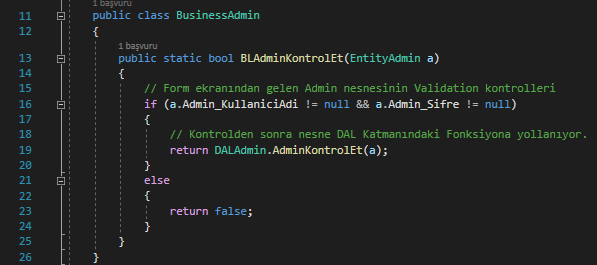 1 başvuru
11 public class BusinessAdmin
12 {
1 başvuru
13 public static bool BLAdminKontrolEt(EntityAdmin a)
14 {
15 // Form ekranından gelen Admin nesnesinin Validation kontrolleri
16 if (a.Admin_KullaniciAdi != null && a.Admin_Sifre != null)
17 {
18 // Kontrolden sonra nesne DAL Katmanındaki Fonksiyona yollanıyor.
19 return DALAdmin.AdminKontrolEt(a);
20 }
21 else
22 {
23 return false;
24 }
25 }
26 }